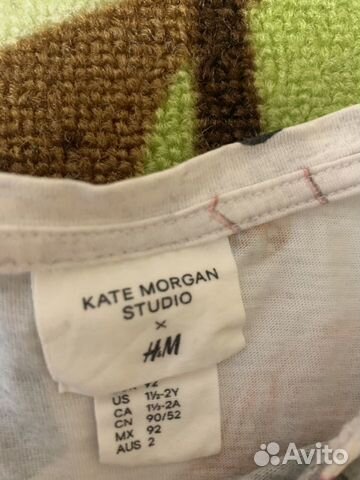 KATE MORGAN
STUDIO
×
H&M
92
US 1½-2Y
CA 1½-2A
CN 90/52
MX 92
AUS 2
Avito